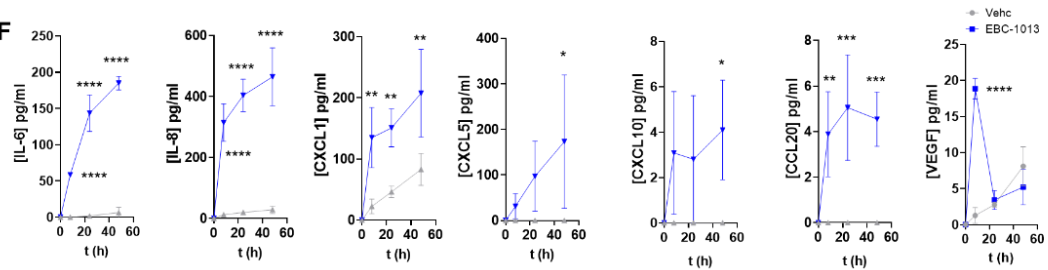 F
Vehc
EBC-1013
[IL-6] pg/ml
250
200
150
100
50
0
****
****
****
0 20 40 60
t (h)
[IL-8] pg/ml
800
600
400
200
0
****
****
****
0 20 40 60
t (h)
[CXCL1] pg/ml
300
200
100
0
**
**
**
0 20 40 60
t (h)
[CXCL5] pg/ml
400
300
200
100
0
*
0 20 40 60
t (h)
[CXCL10] pg/ml
8
6
4
2
0
*
0 20 40 60
t (h)
[CCL20] pg/ml
8
6
4
2
0
**
***
***
0 20 40 60
t (h)
[VEGF] pg/ml
25
20
15
10
5
0
****
0 20 40 60
t (h)